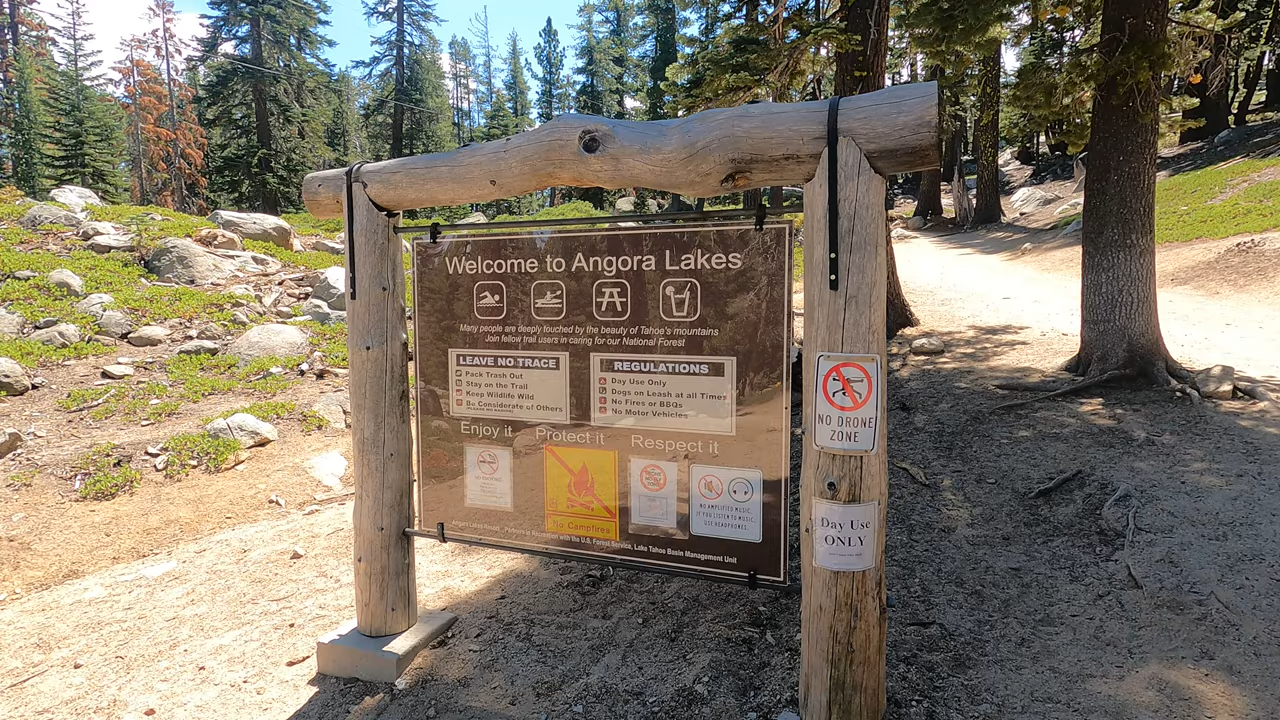 Welcome to Angora Lakes
Many people are deeply touched by the beauty of Tahoe's mountains
Join fellow trail users in caring for our National Forest
LEAVE NO TRACE
Pack Trash Out
Stay on the Trail
Keep Wildlife Wild
Be Considerate of Others
REGULATIONS
Day Use Only
Dogs on Leash at all Times
No Fires or BBQs
No Motor Vehicles
Enjoy it
Protect it
Respect it
NO SMOKING
No Campfires
NO AMPLIFIED MUSIC.
IF YOU LISTEN TO MUSIC,
USE HEADPHONES.
Angora Lakes Resort
Partners in Recreation with the U.S. Forest Service, Lake Tahoe Basin Management Unit
NO DRONE
ZONE
Day Use
ONLY